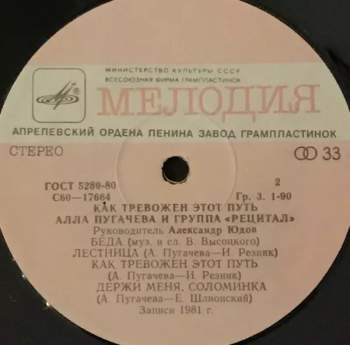 МИНИСТЕРСТВО КУЛЬТУРЫ СССР
ВСЕСОЮЗНАЯ ФИРМА ГРАМПЛАСТИНОК
МЕЛОДИЯ
АПРЕЛЕВСКИЙ ОРДЕНА ЛЕНИНА ЗАВОД ГРАМПЛАСТИНОК
СТЕРЕО 33
ГОСТ 5289-80 2
С60—17664 Гр. 3. 1-90
КАК ТРЕВОЖЕН ЭТОТ ПУТЬ
АЛЛА ПУГАЧЕВА И ГРУППА «РЕЦИТАЛ»
Руководитель Александр Юдов
БЕДА (муз. и сл. В. Высоцкого)
ЛЕСТНИЦА (А. Пугачева—И. Резник)
КАК ТРЕВОЖЕН ЭТОТ ПУТЬ
(А. Пугачева—И. Резник)
ДЕРЖИ МЕНЯ, СОЛОМИНКА
(А. Пугачева—Е. Шлионский)
Записи 1981 г.